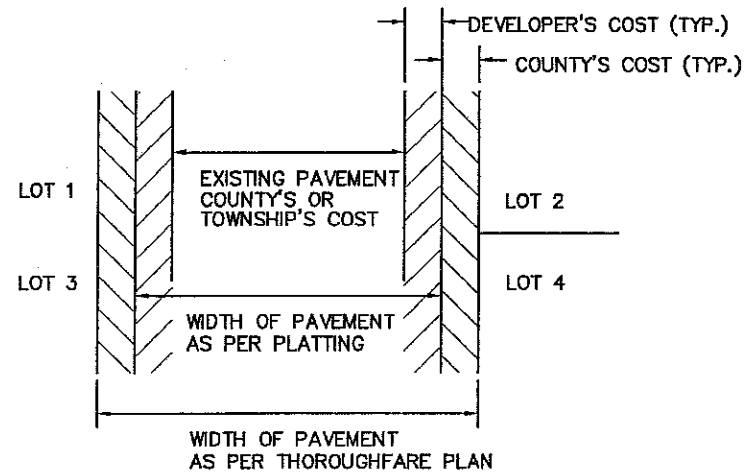 DEVELOPER'S COST (TYP.)
COUNTY'S COST (TYP.)
LOT 1
EXISTING PAVEMENT
COUNTY'S OR
TOWNSHIP'S COST
LOT 2
LOT 3
LOT 4
WIDTH OF PAVEMENT
AS PER PLATTING
WIDTH OF PAVEMENT
AS PER THOROUGHFARE PLAN